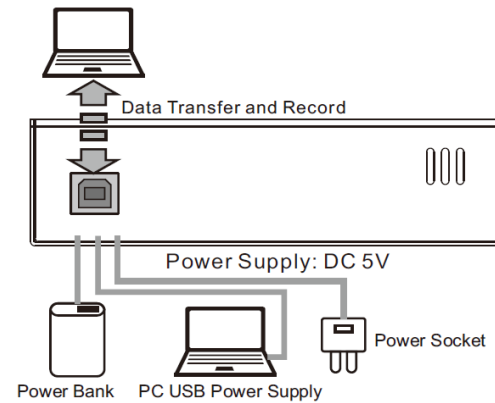 Data Transfer and Record
Power Supply: DC 5V
Power Socket
Power Bank
PC USB Power Supply